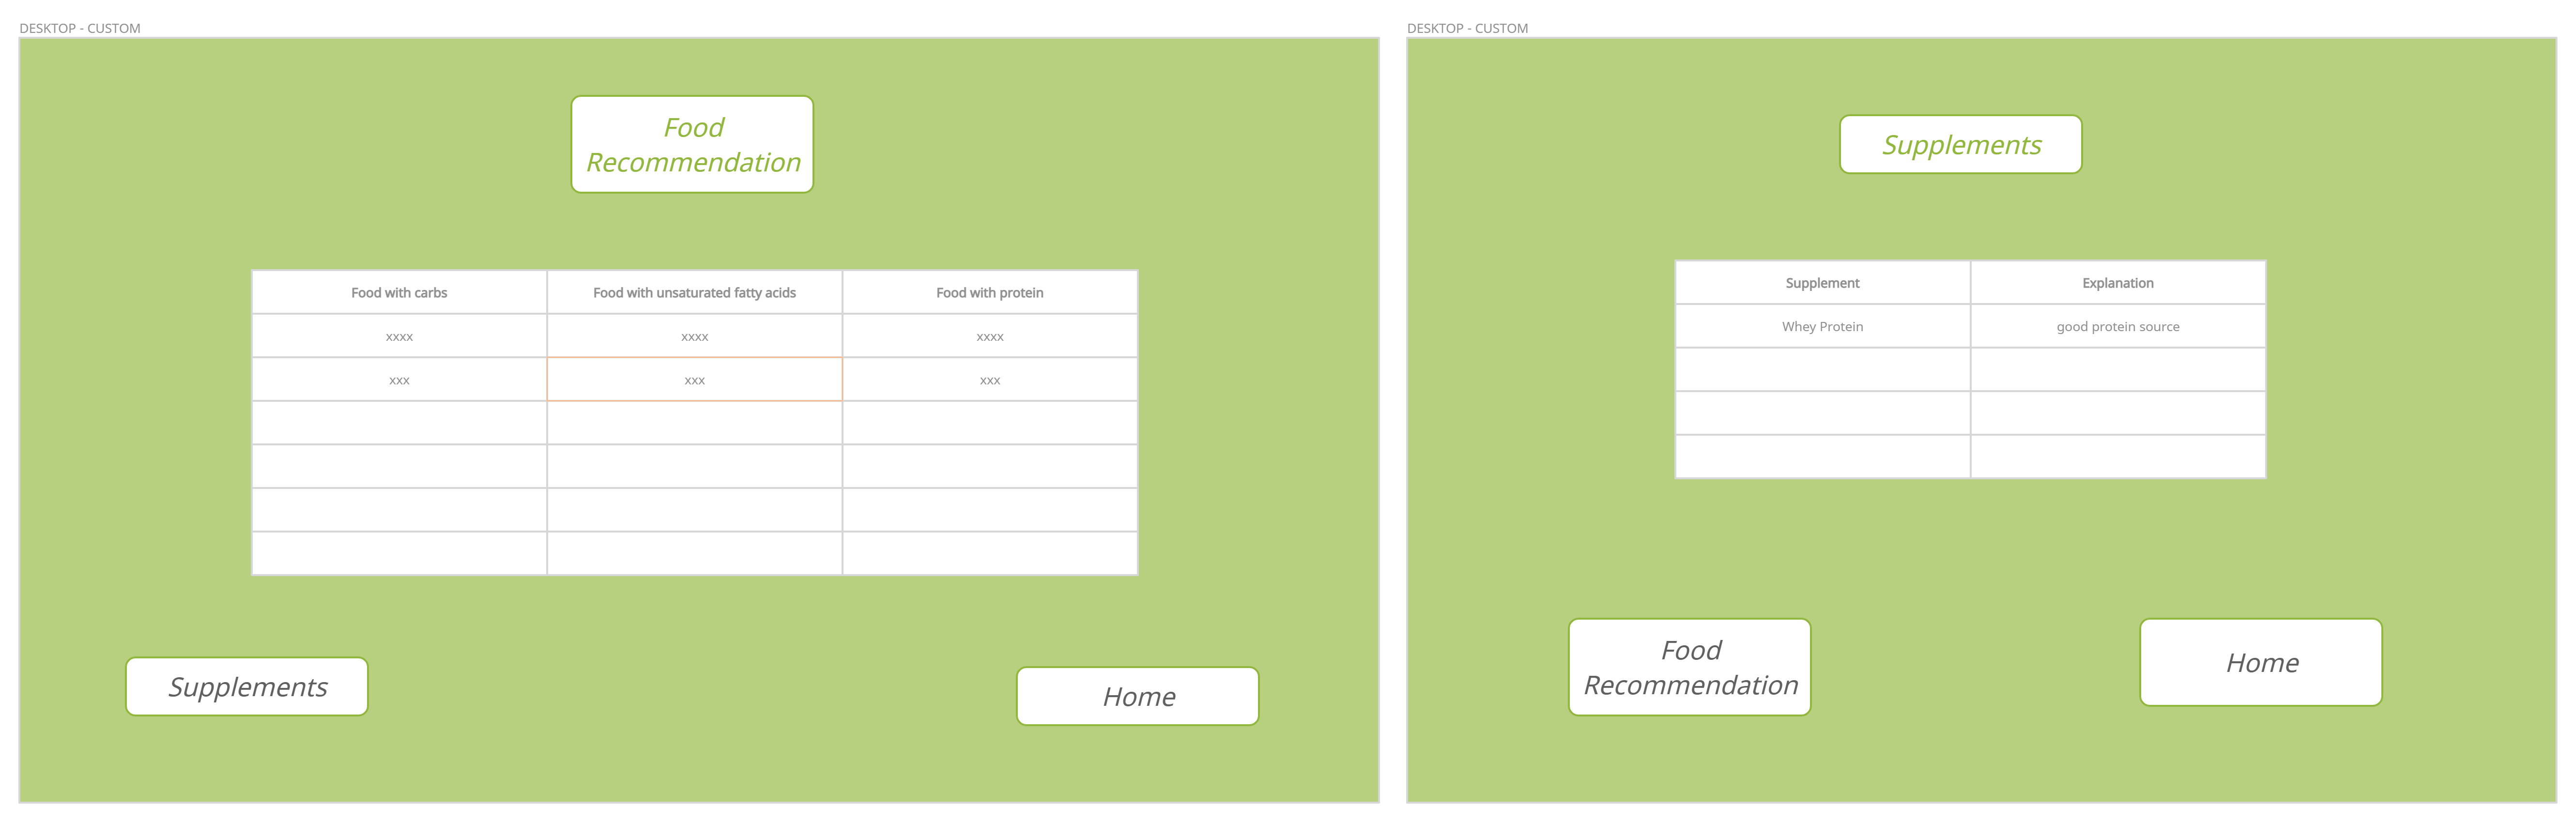 DESKTOP - CUSTOM
Food
Recommendation
Food with carbs
Food with unsaturated fatty acids
Food with protein
xxxx
xxxx
xxxx
xxx
xxx
xxx
Supplements
Home
DESKTOP - CUSTOM
Supplements
Supplement
Explanation
Whey Protein
good protein source
Food
Recommendation
Home